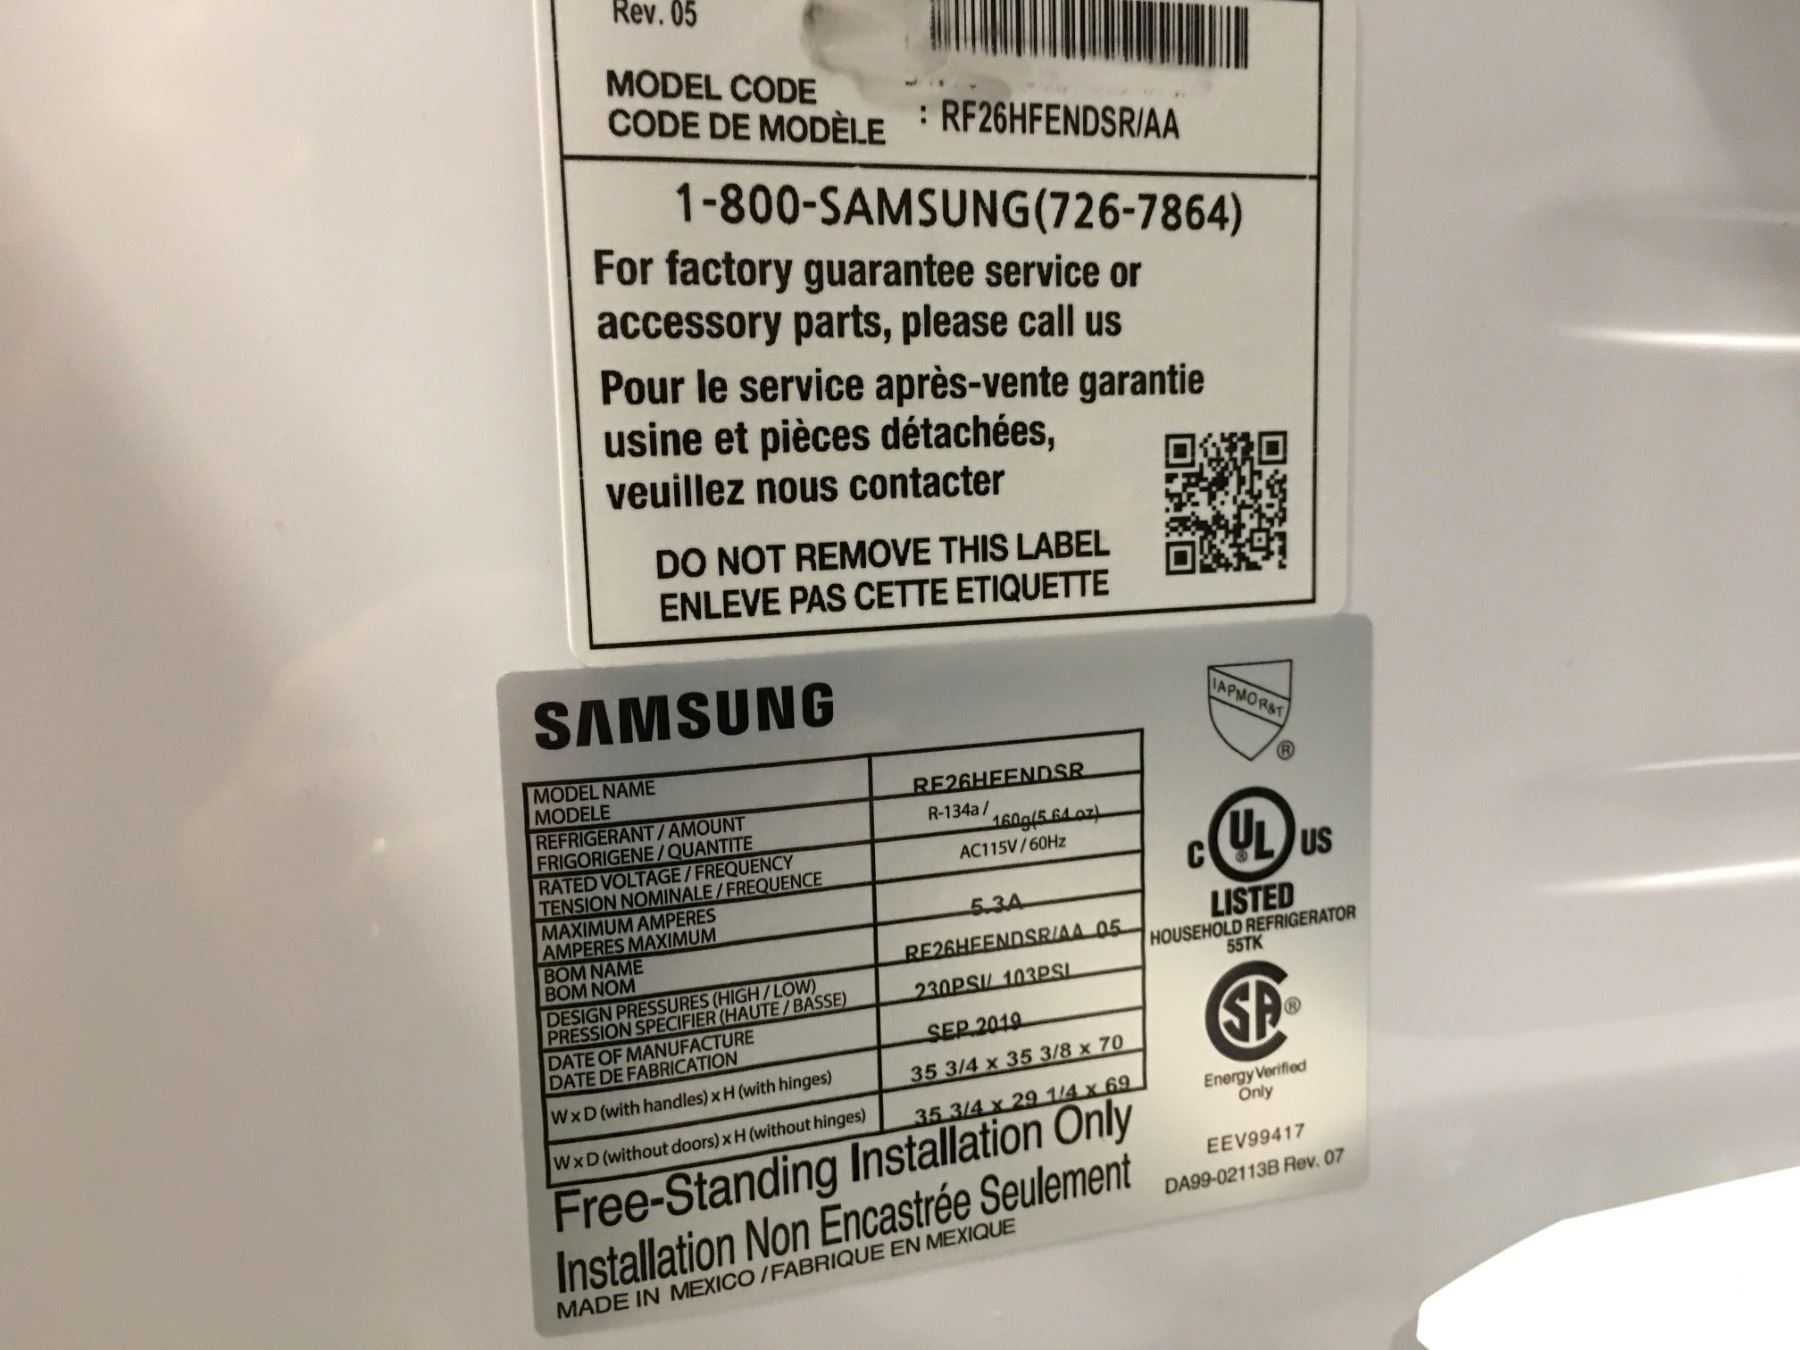 Rev. 05
MODEL CODE
CODE DE MODÈLE : RF26HFENDSR/AA
1-800-SAMSUNG(726-7864)
For factory guarantee service or
accessory parts, please call us
Pour le service après-vente garantie
usine et pièces détachées,
veuillez nous contacter
DO NOT REMOVE THIS LABEL
ENLEVE PAS CETTE ETIQUETTE
SAMSUNG
MODEL NAME
MODELE
RF26HFENDSR
REFRIGERANT / AMOUNT
FRIGORIGENE / QUANTITE
R-134a / 160g(5.64 oz)
RATED VOLTAGE / FREQUENCY
TENSION NOMINALE / FREQUENCE
AC115V / 60Hz
MAXIMUM AMPERES
AMPERES MAXIMUM
5.3A
BOM NAME
BOM NOM
RF26HFENDSR/AA 05
DESIGN PRESSURES (HIGH / LOW)
PRESSION SPECIFIER (HAUTE / BASSE)
230PSI/ 103PSI
DATE OF MANUFACTURE
DATE DE FABRICATION
SEP.2019
W x D (with handles) x H (with hinges)
35 3/4 x 35 3/8 x 70
W x D (without doors) x H (without hinges)
35 3/4 x 29 1/4 x 69
Free-Standing Installation Only
Installation Non Encastrée Seulement
MADE IN MEXICO / FABRIQUE EN MEXIQUE
IAPMO R&T
®
C UL ® US
LISTED
HOUSEHOLD REFRIGERATOR
55TK
SA ®
Energy Verified
Only
EEV99417
DA99-02113B Rev. 07